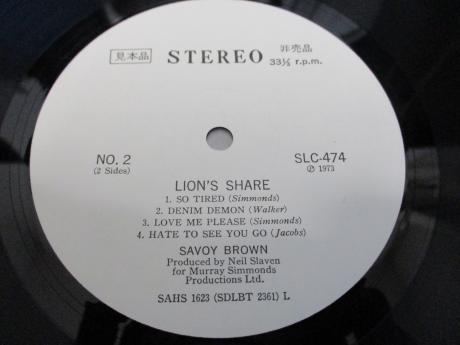 見本品 STEREO 非売品
33⅓ r.p.m.
NO. 2 SLC-474
(2 Sides) ℗ 1973
LION'S SHARE
1. SO TIRED (Simmonds)
2. DENIM DEMON (Walker)
3. LOVE ME PLEASE (Simmonds)
4. HATE TO SEE YOU GO (Jacobs)
SAVOY BROWN
Produced by Neil Slaven
for Murray Simmonds
Productions Ltd.
SAHS 1623 (SDLBT 2361) L